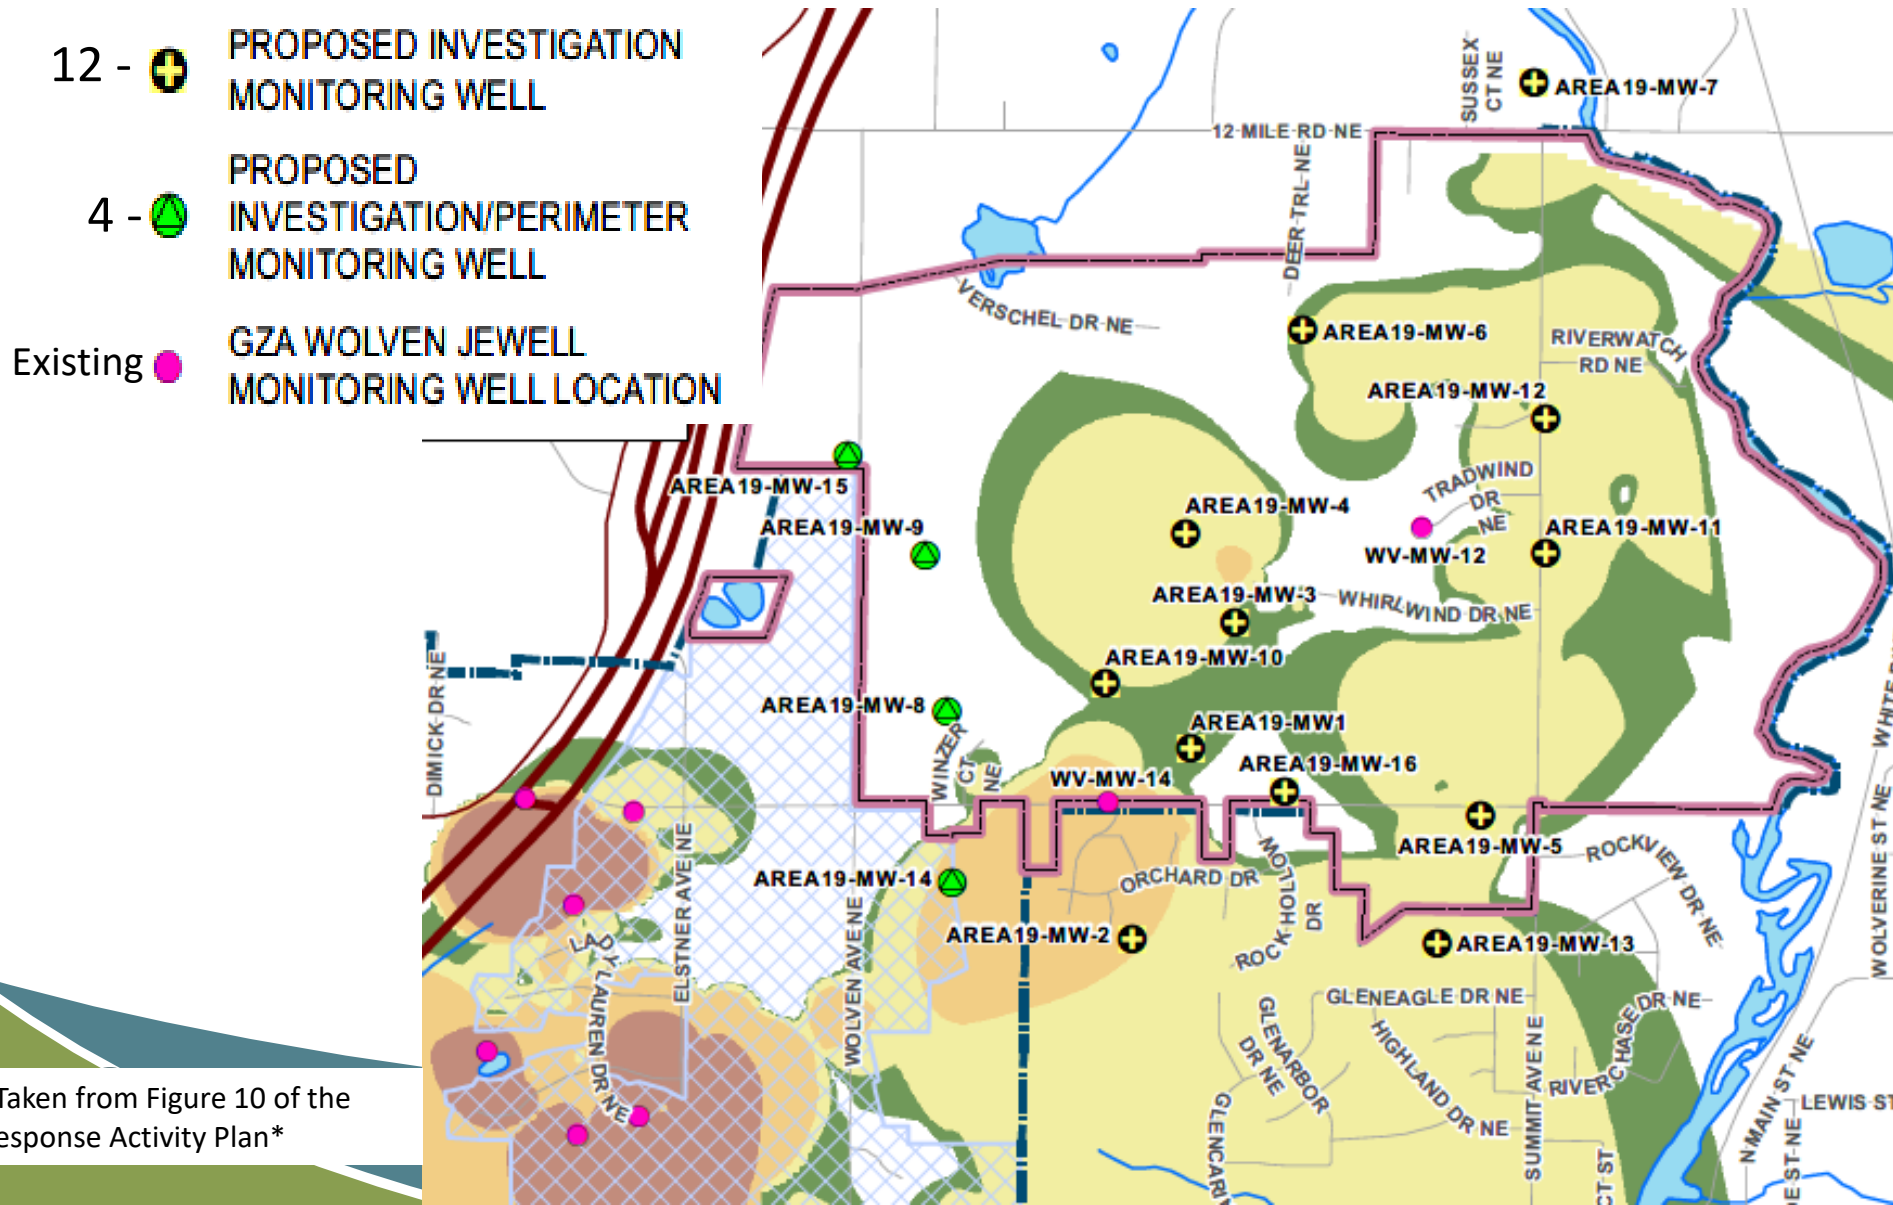 12 -
PROPOSED INVESTIGATION
MONITORING WELL
4 -
PROPOSED
INVESTIGATION/PERIMETER
MONITORING WELL
Existing
GZA WOLVEN JEWELL
MONITORING WELL LOCATION
SUSSEX
CT NE
AREA19-MW-7
12 MILE RD NE
DEER TRL NE
VERSCHEL DR NE
AREA19-MW-6
RIVERWATCH
RD NE
AREA19-MW-12
TRADWIND
DR
NE
AREA19-MW-15
AREA19-MW-9
AREA19-MW-4
WV-MW-12
AREA19-MW-11
AREA19-MW-3
WHIRLWIND DR NE
AREA19-MW-10
DIMICK DR NE
AREA19-MW-8
WINZER
CT
NE
AREA19-MW1
AREA19-MW-16
WV-MW-14
AREA19-MW-5
ROCKVIEW DR NE
WOLVERINE ST NE
AREA19-MW-14
ORCHARD DR
ROCK HOLLOM
DR
AREA19-MW-2
AREA19-MW-13
ELSTNER AVE NE
WOLVEN AVE NE
LADY LAUREN DR NE
GLENEAGLE DR NE
GLENARBOR
DR NE
HIGHLAND DR NE
SUMMIT AVE NE
RIVERCHASE DR NE
N MAIN ST NE
LEWIS ST
CT ST
Taken from Figure 10 of the
esponse Activity Plan*